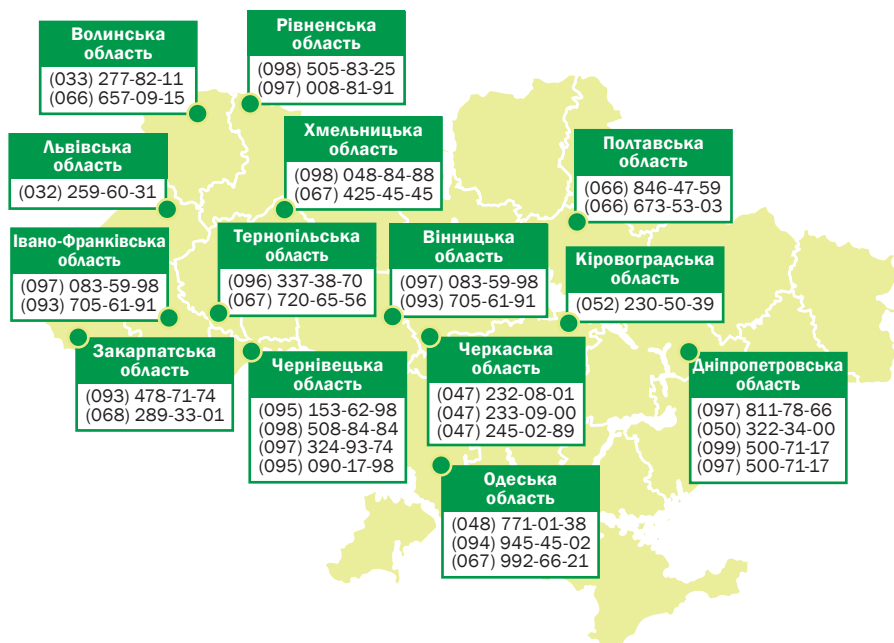 Волинська
область
(033) 277-82-11
(066) 657-09-15
Рівненська
область
(098) 505-83-25
(097) 008-81-91
Львівська
область
(032) 259-60-31
Хмельницька
область
(098) 048-84-88
(067) 425-45-45
Полтавська
область
(066) 846-47-59
(066) 673-53-03
Івано-Франківська
область
(097) 083-59-98
(093) 705-61-91
Тернопільська
область
(096) 337-38-70
(067) 720-65-56
Вінницька
область
(097) 083-59-98
(093) 705-61-91
Кіровоградська
область
(052) 230-50-39
Закарпатська
область
(093) 478-71-74
(068) 289-33-01
Чернівецька
область
(095) 153-62-98
(098) 508-84-84
(097) 324-93-74
(095) 090-17-98
Черкаська
область
(047) 232-08-01
(047) 233-09-00
(047) 245-02-89
Дніпропетровська
область
(097) 811-78-66
(050) 322-34-00
(099) 500-71-17
(097) 500-71-17
Одеська
область
(048) 771-01-38
(094) 945-45-02
(067) 992-66-21